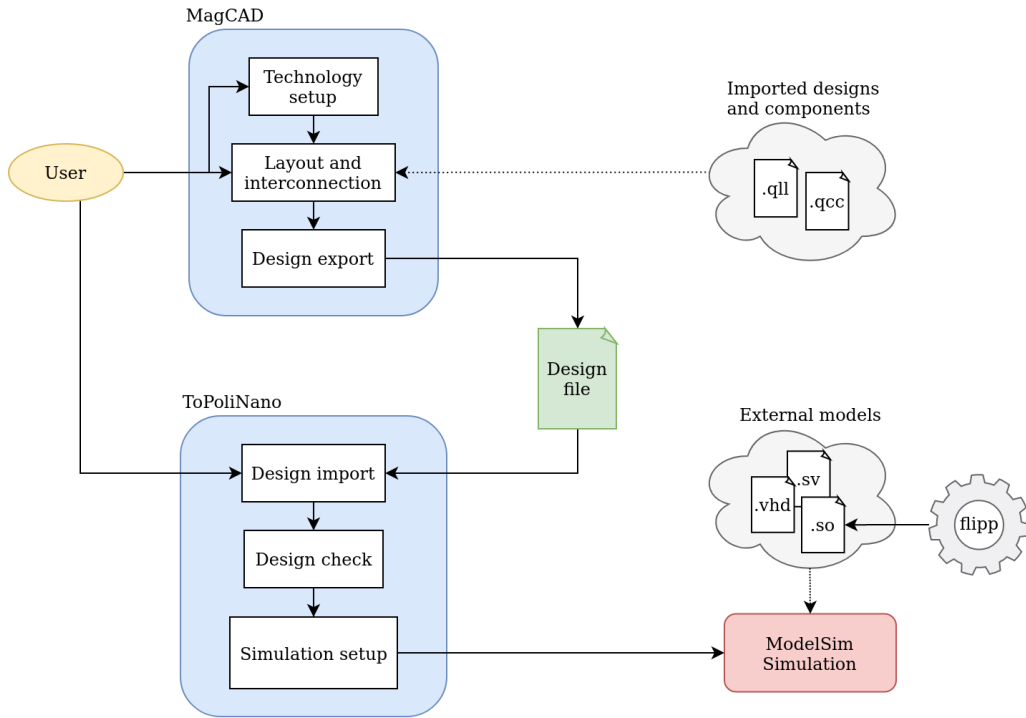 MagCAD
Technology
setup
Imported designs
and components
User
Layout and
interconnection
.qll
.qcc
Design export
Design
file
ToPoliNano
External models
Design import
.sv
.vhd
.so
flipp
Design check
Simulation setup
ModelSim
Simulation